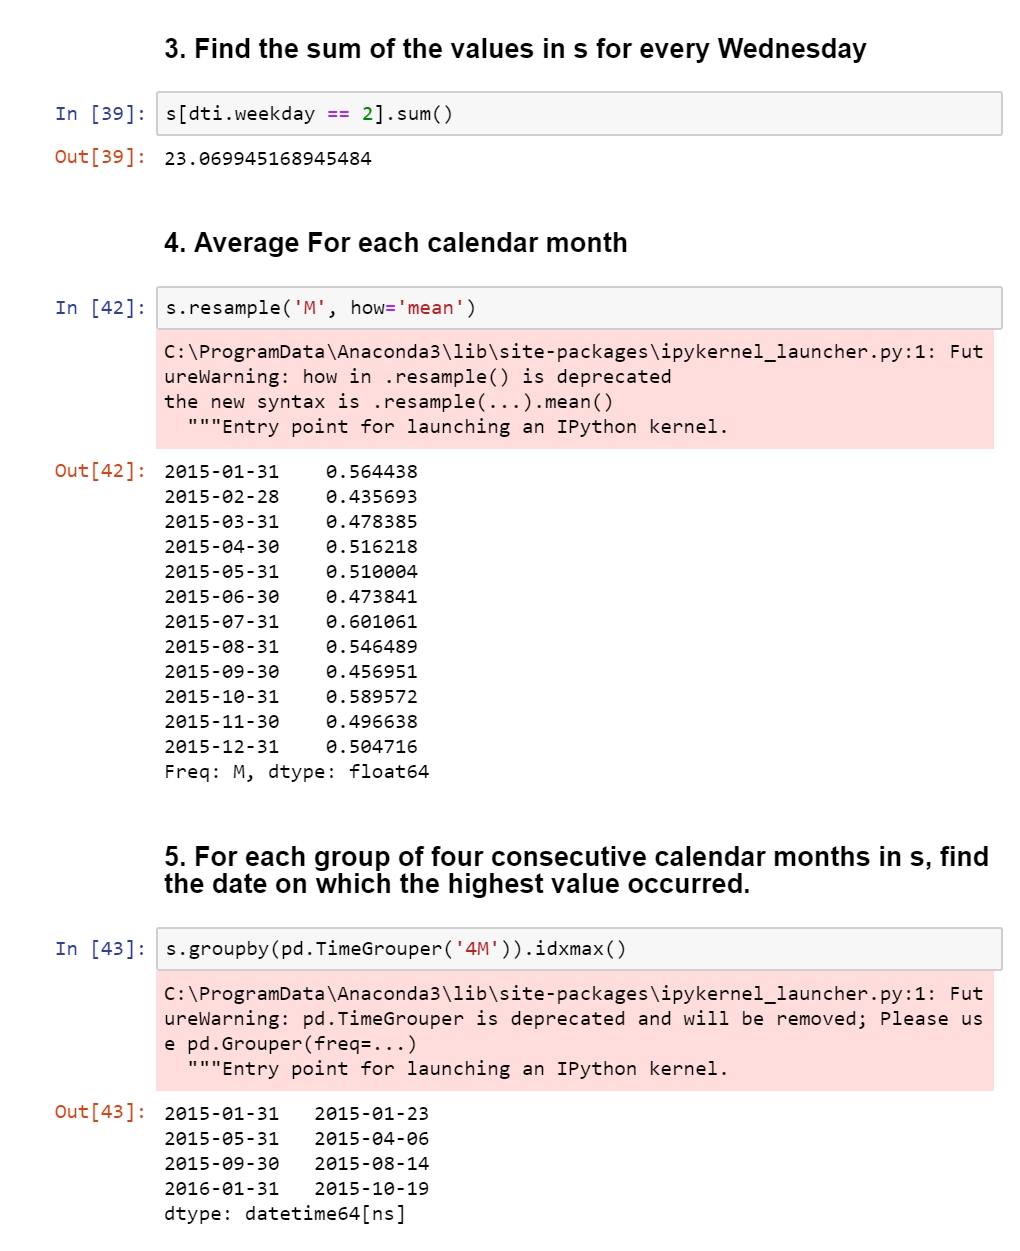 3. Find the sum of the values in s for every Wednesday
In [39]: s[dti.weekday == 2].sum()
Out[39]: 23.069945168945484
4. Average For each calendar month
In [42]: s.resample('M', how='mean')
C:\ProgramData\Anaconda3\lib\site-packages\ipykernel_launcher.py:1: Fut
ureWarning: how in .resample() is deprecated
the new syntax is .resample(...).mean()
  """Entry point for launching an IPython kernel.
Out[42]: 2015-01-31    0.564438
2015-02-28    0.435693
2015-03-31    0.478385
2015-04-30    0.516218
2015-05-31    0.510004
2015-06-30    0.473841
2015-07-31    0.601061
2015-08-31    0.546489
2015-09-30    0.456951
2015-10-31    0.589572
2015-11-30    0.496638
2015-12-31    0.504716
Freq: M, dtype: float64
5. For each group of four consecutive calendar months in s, find
the date on which the highest value occurred.
In [43]: s.groupby(pd.TimeGrouper('4M')).idxmax()
C:\ProgramData\Anaconda3\lib\site-packages\ipykernel_launcher.py:1: Fut
ureWarning: pd.TimeGrouper is deprecated and will be removed; Please us
e pd.Grouper(freq=...)
  """Entry point for launching an IPython kernel.
Out[43]: 2015-01-31   2015-01-23
2015-05-31   2015-04-06
2015-09-30   2015-08-14
2016-01-31   2015-10-19
dtype: datetime64[ns]